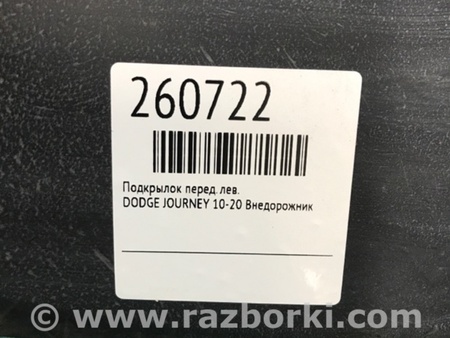 260722
Подкрылок перед. лев.
DODGE JOURNEY 10-20 Внедорожник
© www.razborki.com